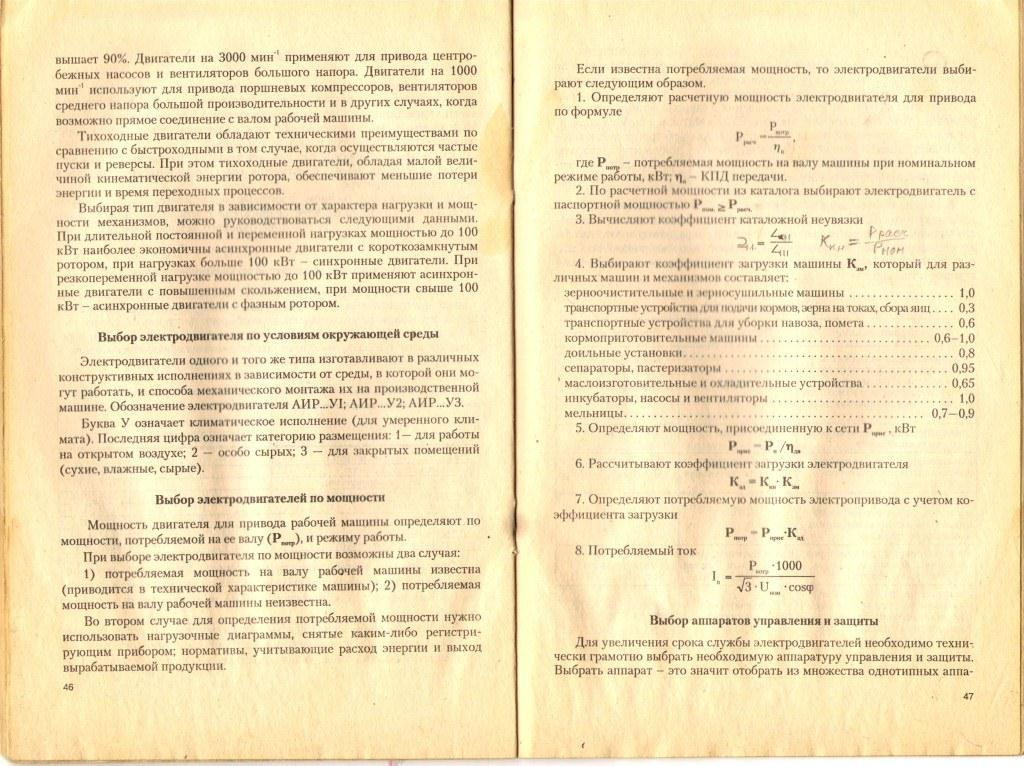 вышает 90%. Двигатели на 3000 мин⁻¹ применяют для привода центро-
бежных насосов и вентиляторов большого напора. Двигатели на 1000
мин⁻¹ используют для привода поршневых компрессоров, вентиляторов
среднего напора большой производительности и в других случаях, когда
возможно прямое соединение с валом рабочей машины.
Тихоходные двигатели обладают техническими преимуществами по
сравнению с быстроходными в том случае, когда осуществляются частые
пуски и реверсы. При этом тихоходные двигатели, обладая малой вели-
чиной кинематической энергии ротора, обеспечивают меньшие потери
энергии и время переходных процессов.
Выбирая тип двигателя в зависимости от характера нагрузки и мощ-
ности механизмов, можно руководствоваться следующими данными.
При длительной постоянной и переменной нагрузках мощностью до 100
кВт наиболее экономичны асинхронные двигатели с короткозамкнутым
ротором, при нагрузках больше 100 кВт – синхронные двигатели. При
резкопеременной нагрузке мощностью до 100 кВт применяют асинхрон-
ные двигатели с повышенным скольжением, при мощности свыше 100
кВт – асинхронные двигатели с фазным ротором.
Выбор электродвигателя по условиям окружающей среды
Электродвигатели одного и того же типа изготавливают в различных
конструктивных исполнениях в зависимости от среды, в которой они мо-
гут работать, и способа механического монтажа их на производственной
машине. Обозначение электродвигателя АИР...У1; АИР...У2; АИР...У3.
Буква У означает климатическое исполнение (для умеренного кли-
мата). Последняя цифра означает категорию размещения: 1— для работы
на открытом воздухе; 2 — особо сырых; 3 — для закрытых помещений
(сухие, влажные, сырые).
Выбор электродвигателей по мощности
Мощность двигателя для привода рабочей машины определяют по
мощности, потребляемой на ее валу (Pпотр), и режиму работы.
При выборе электродвигателя по мощности возможны два случая:
1) потребляемая мощность на валу рабочей машины известна
(приводится в технической характеристике машины); 2) потребляемая
мощность на валу рабочей машины неизвестна.
Во втором случае для определения потребляемой мощности нужно
использовать нагрузочные диаграммы, снятые каким-либо регистри-
рующим прибором; нормативы, учитывающие расход энергии и выход
вырабатываемой продукции.
46
Если известна потребляемая мощность, то электродвигатели выби-
рают следующим образом.
1. Определяют расчетную мощность электродвигателя для привода
по формуле
Pрасч = Pпотр / ηп,
где Pпотр – потребляемая мощность на валу машины при номинальном
режиме работы, кВт; ηп – КПД передачи.
2. По расчетной мощности из каталога выбирают электродвигатель с
паспортной мощностью Pном. ≥ Pрасч.
3. Вычисляют коэффициент каталожной неувязки
Kкн = Pрасч / Pном
4. Выбирают коэффициент загрузки машины Kзм, который для раз-
личных машин и механизмов составляет:
зерноочистительные и зерносушильные машины ................. 1,0
транспортные устройства для подачи кормов, зерна на токах, сбора яиц .... 0,3
транспортные устройства для уборки навоза, помета .............. 0,6
кормоприготовительные машины ........................... 0,6–1,0
доильные установки............................................ 0,8
сепараторы, пастеризаторы ..................................... 0,95
маслоизготовительные и охладительные устройства ............. 0,65
инкубаторы, насосы и вентиляторы ............................. 1,0
мельницы................................................. 0,7–0,9
5. Определяют мощность, присоединенную к сети Pприс , кВт
Pприс = Pн /ηдв
6. Рассчитывают коэффициент загрузки электродвигателя
Kзд = Kкн · Kзм
7. Определяют потребляемую мощность электропривода с учетом ко-
эффициента загрузки
Pпотр = Pприс ·Kзд
8. Потребляемый ток
Iп = Pпотр ·1000 / √3 · Uном · cosφ
Выбор аппаратов управления и защиты
Для увеличения срока службы электродвигателей необходимо техни-
чески грамотно выбрать необходимую аппаратуру управления и защиты.
Выбрать аппарат – это значит отобрать из множества однотипных аппа-
47